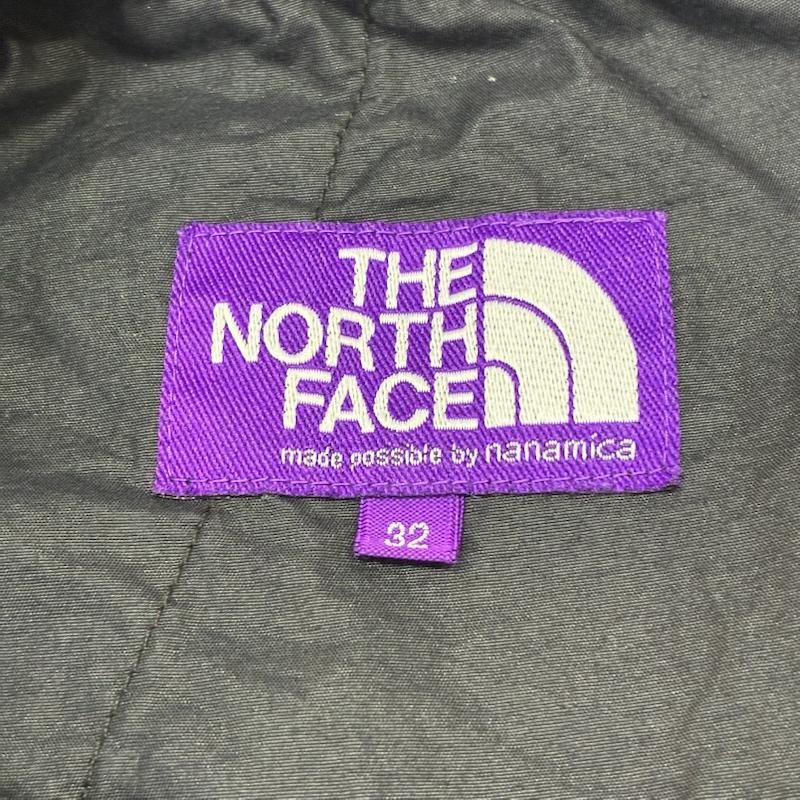 THE
NORTH
FACE
made possible by nanamica
32